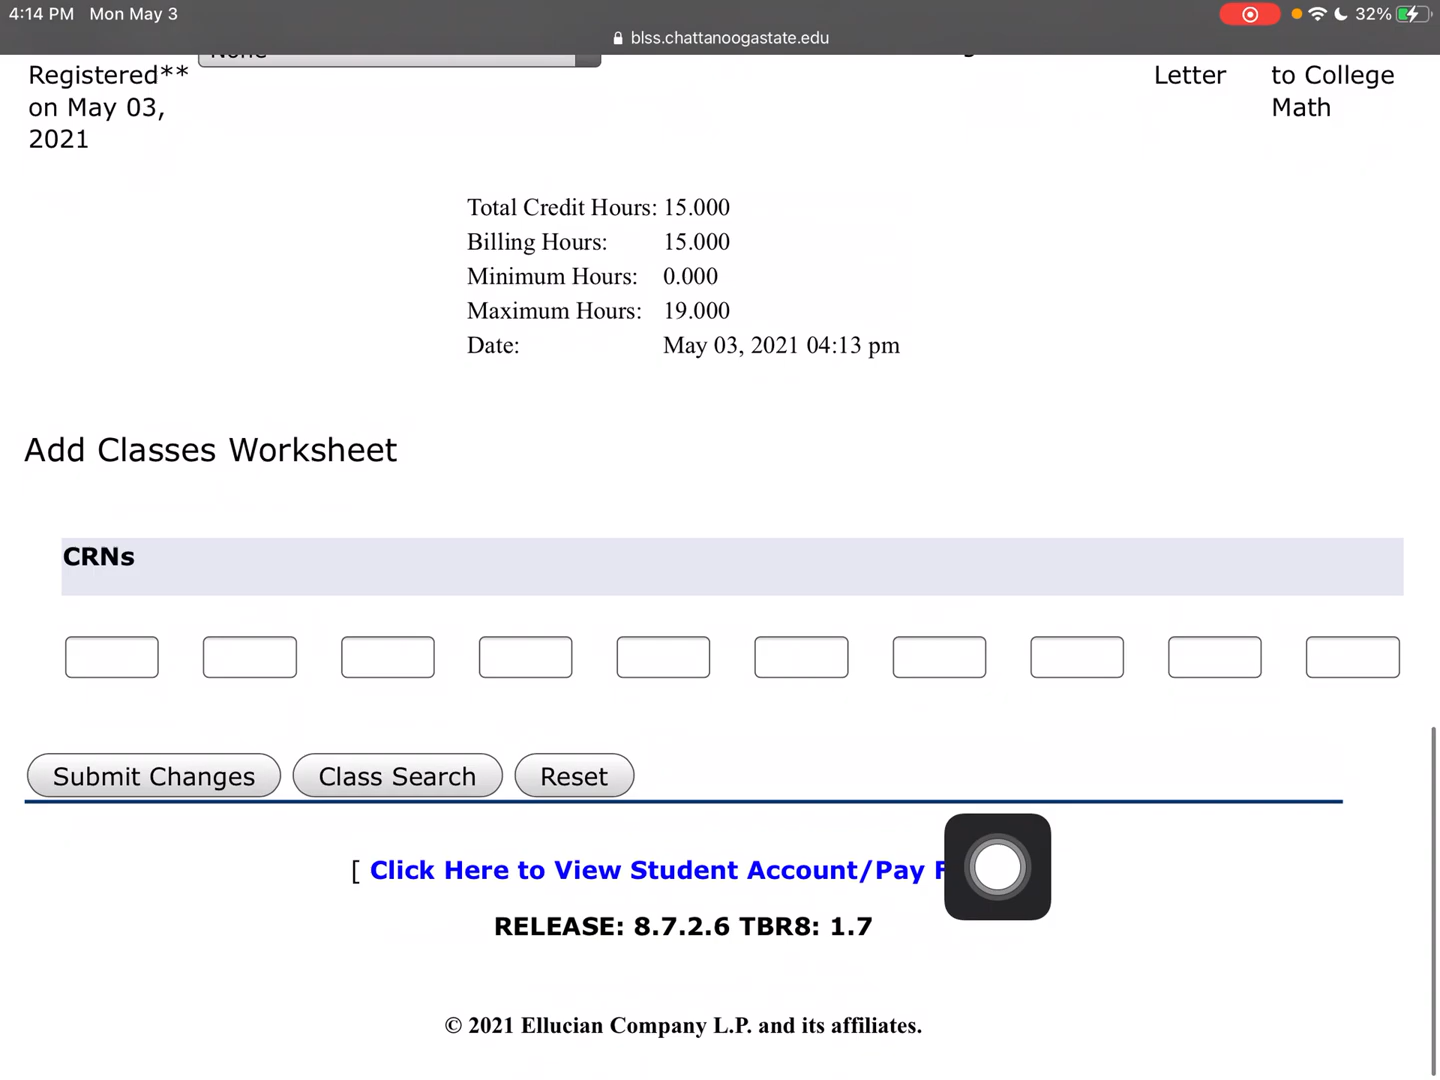 4:14 PM Mon May 3
32%
blss.chattanoogastate.edu
Registered**
on May 03,
2021
Letter
to College
Math
Total Credit Hours: 15.000
Billing Hours: 15.000
Minimum Hours: 0.000
Maximum Hours: 19.000
Date: May 03, 2021 04:13 pm
Add Classes Worksheet
CRNs
Submit Changes
Class Search
Reset
[ Click Here to View Student Account/Pay
RELEASE: 8.7.2.6 TBR8: 1.7
© 2021 Ellucian Company L.P. and its affiliates.